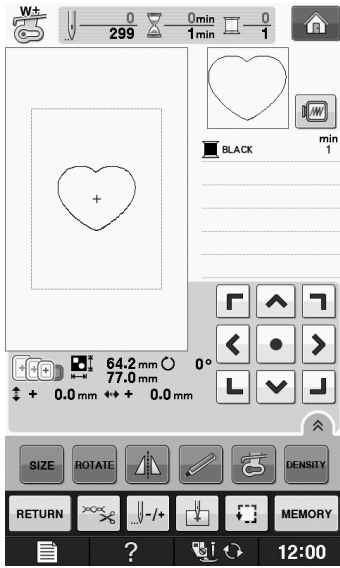 W+
0 0min 0
299 1min 1
min
BLACK 1
64.2 mm 0°
77.0 mm
+ 0.0 mm + 0.0 mm
SIZE ROTATE DENSITY
RETURN -/+ MEMORY
? 12:00